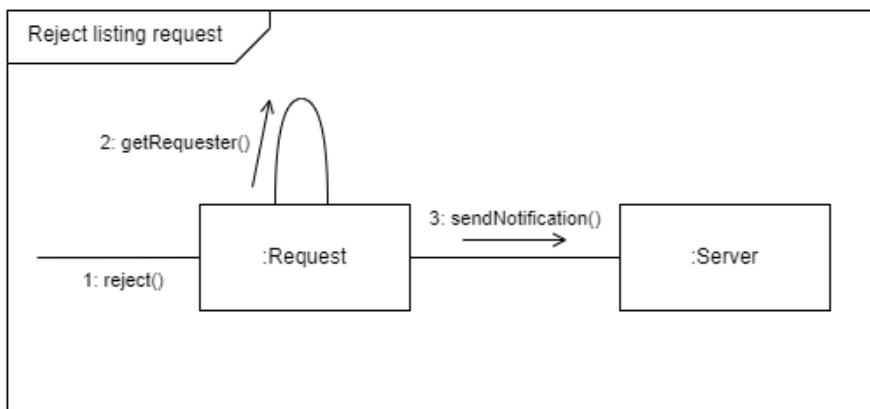 Reject listing request
2: getRequester()
3: sendNotification()
:Request
:Server
1: reject()